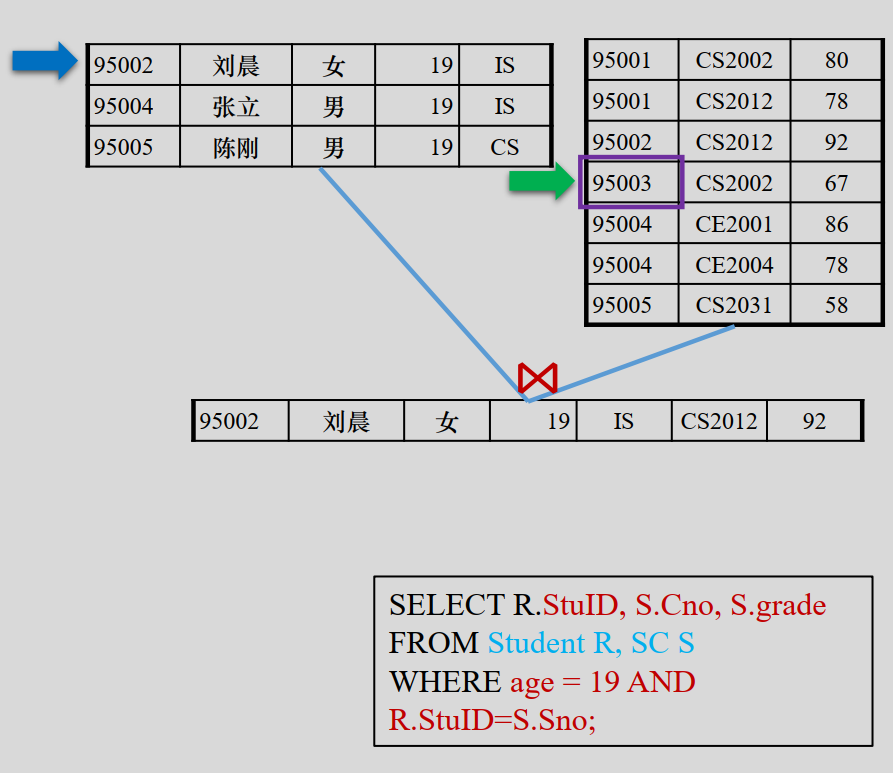 95002 刘晨 女 19 IS
95004 张立 男 19 IS
95005 陈刚 男 19 CS
95001 CS2002 80
95001 CS2012 78
95002 CS2012 92
95003 CS2002 67
95004 CE2001 86
95004 CE2004 78
95005 CS2031 58
95002 刘晨 女 19 IS CS2012 92
SELECT R.StuID, S.Cno, S.grade
FROM Student R, SC S
WHERE age = 19 AND
R.StuID=S.Sno;